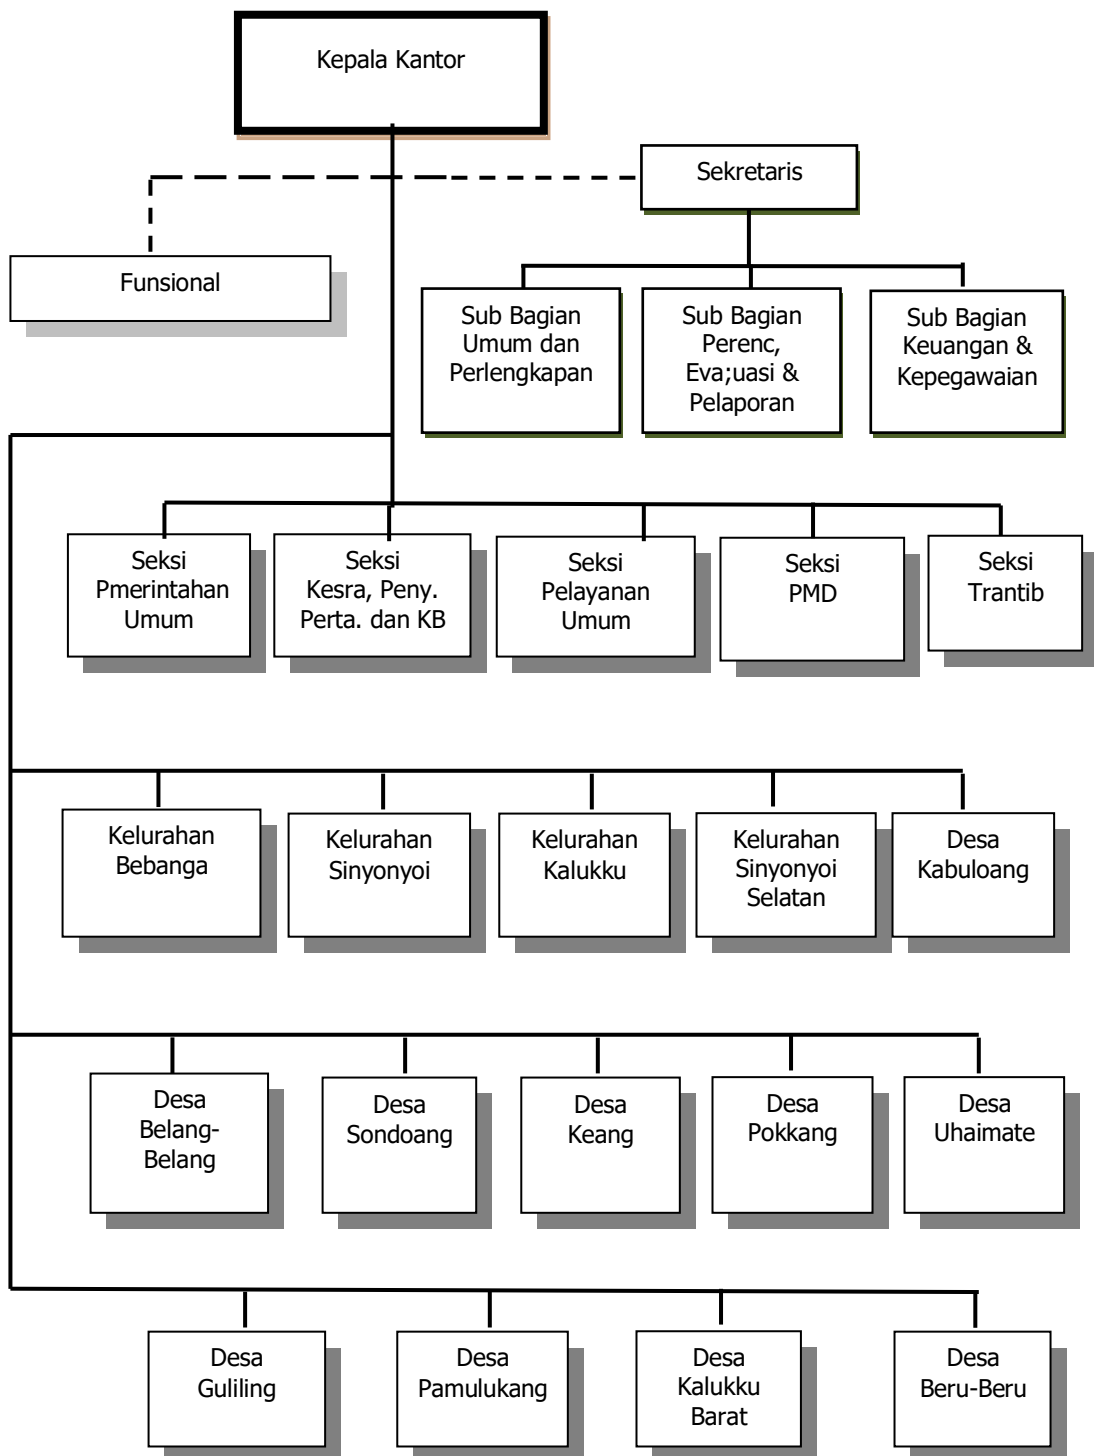 Kepala Kantor
Sekretaris
Funsional
Sub Bagian
Umum dan
Perlengkapan
Sub Bagian
Perenc,
Eva;uasi &
Pelaporan
Sub Bagian
Keuangan &
Kepegawaian
Seksi
Pmerintahan
Umum
Seksi
Kesra, Peny.
Perta. dan KB
Seksi
Pelayanan
Umum
Seksi
PMD
Seksi
Trantib
Kelurahan
Bebanga
Kelurahan
Sinyonyoi
Kelurahan
Kalukku
Kelurahan
Sinyonyoi
Selatan
Desa
Kabuloang
Desa
Belang-
Belang
Desa
Sondoang
Desa
Keang
Desa
Pokkang
Desa
Uhaimate
Desa
Guliling
Desa
Pamulukang
Desa
Kalukku
Barat
Desa
Beru-Beru